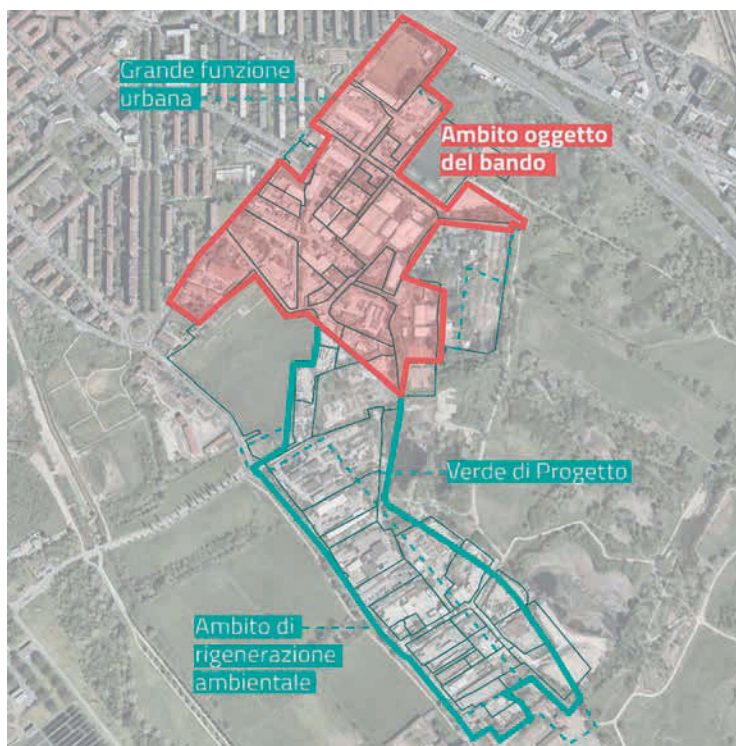 Grande funzione
urbana
Ambito oggetto
del bando
Verde di Progetto
Ambito di
rigenerazione
ambientale